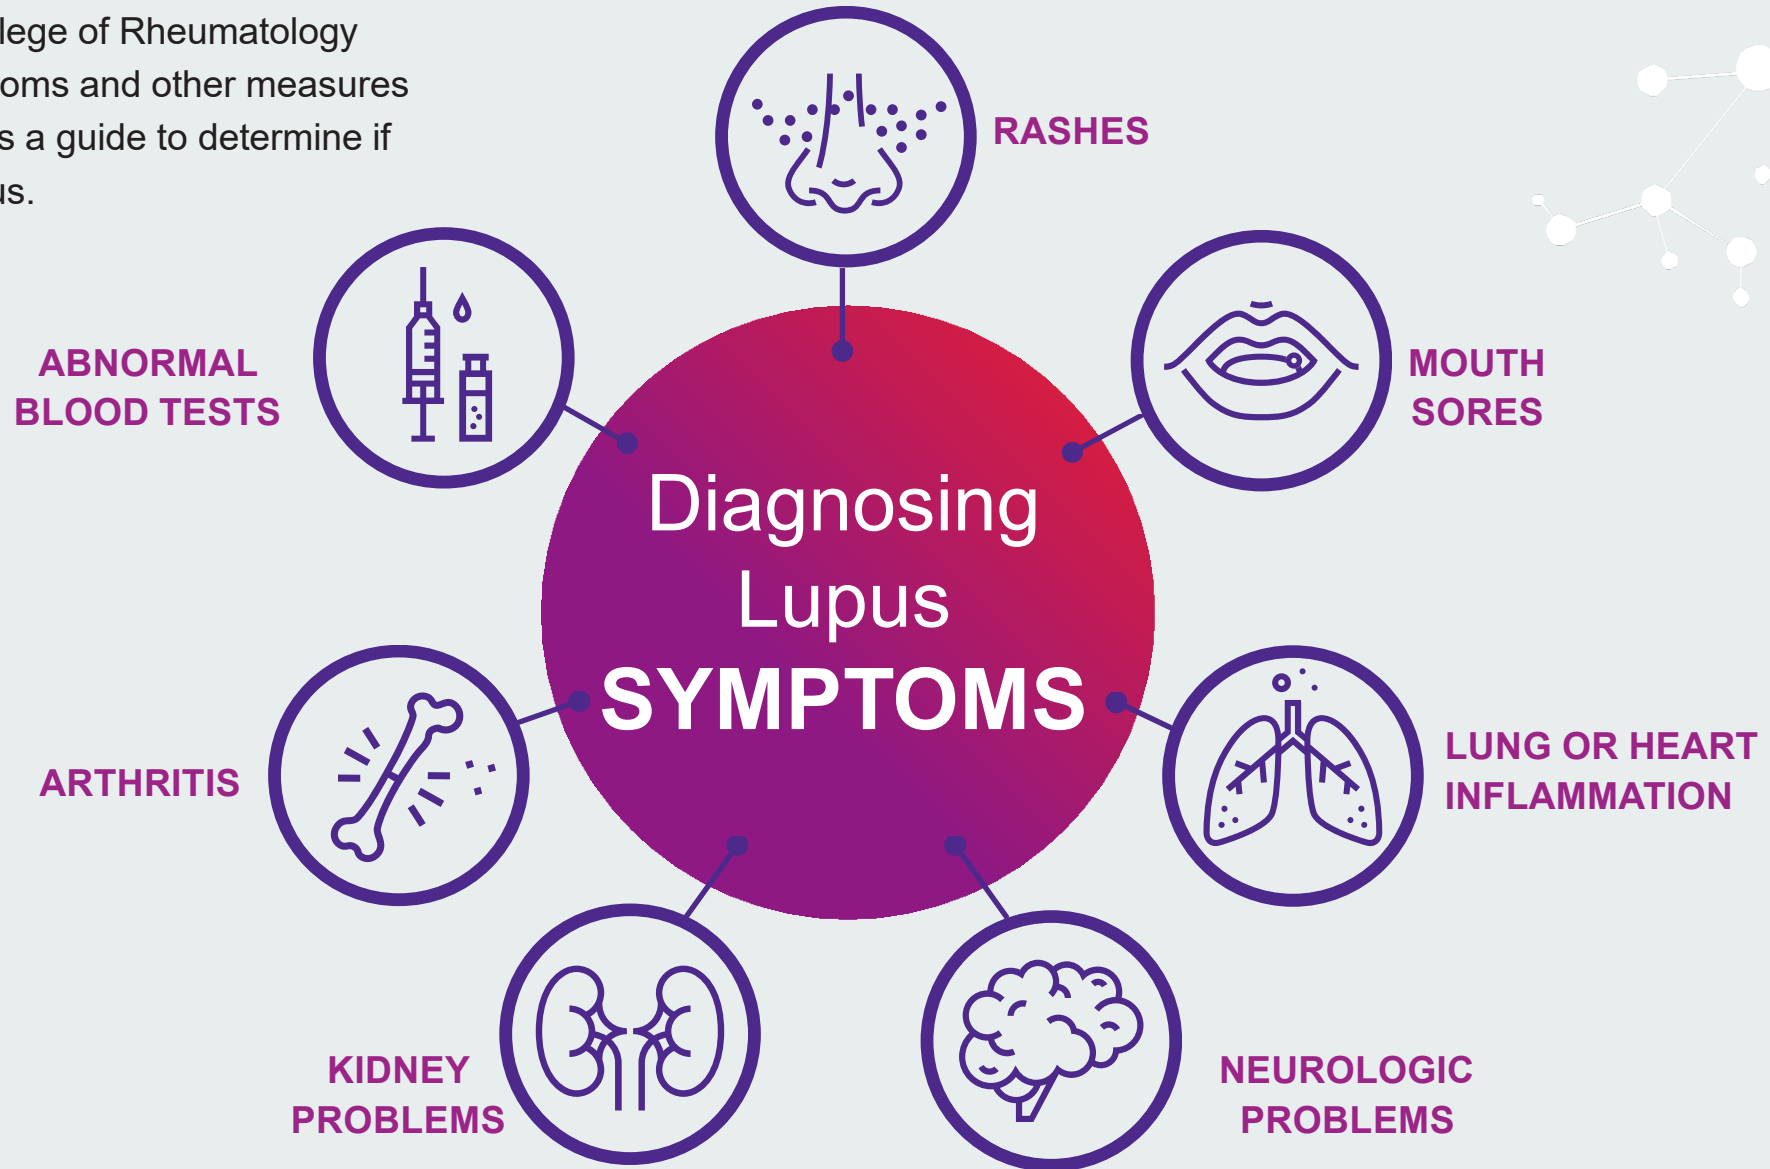 lege of Rheumatology
oms and other measures
s a guide to determine if
us.
RASHES
ABNORMAL
BLOOD TESTS
MOUTH
SORES
Diagnosing
Lupus
SYMPTOMS
ARTHRITIS
LUNG OR HEART
INFLAMMATION
KIDNEY
PROBLEMS
NEUROLOGIC
PROBLEMS